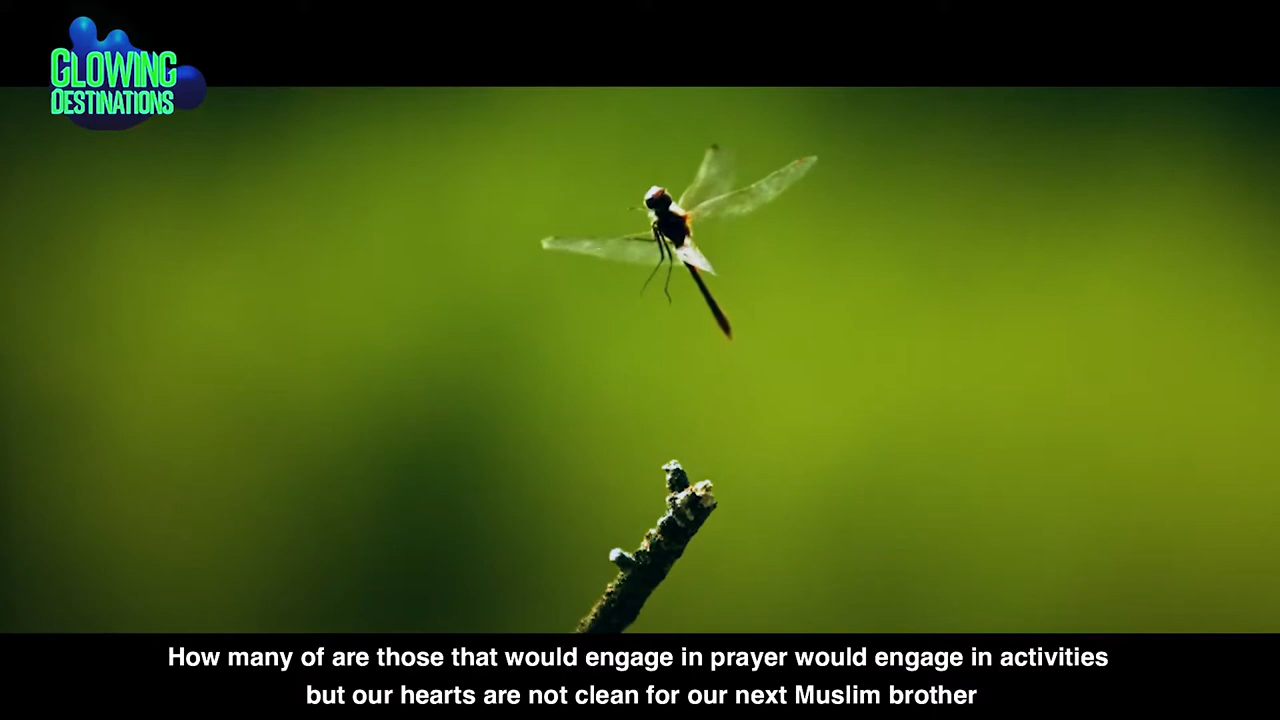 GLOWING
DESTINATIONS
How many of are those that would engage in prayer would engage in activities
but our hearts are not clean for our next Muslim brother